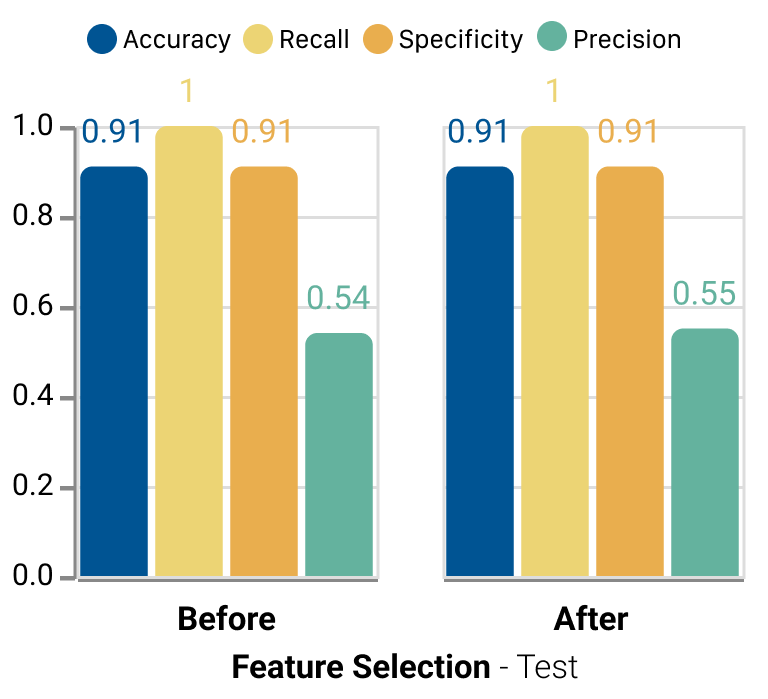 Accuracy Recall Specificity Precision
1 1
1.0 0.91 0.91 0.91 0.91
0.8
0.6 0.54 0.55
0.4
0.2
0.0
Before After
Feature Selection - Test